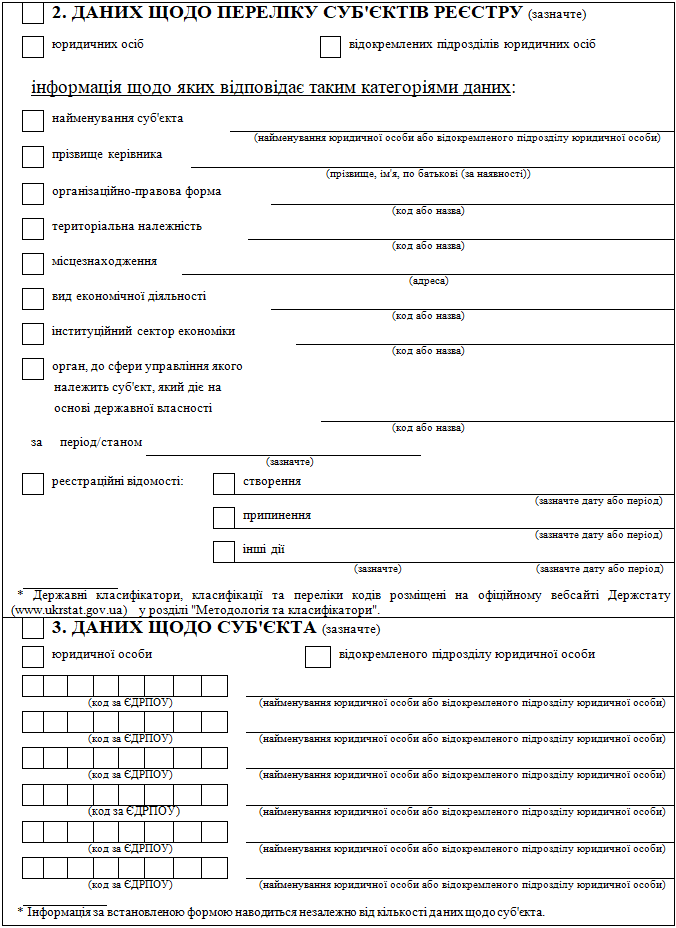 2. ДАНИХ ЩОДО ПЕРЕЛІКУ СУБ'ЄКТІВ РЕЄСТРУ (зазначте)
юридичних осіб відокремлених підрозділів юридичних осіб
інформація щодо яких відповідає таким категоріями даних:
найменування суб'єкта
(найменування юридичної особи або відокремленого підрозділу юридичної особи)
прізвище керівника
(прізвище, ім'я, по батькові (за наявності))
організаційно-правова форма
(код або назва)
територіальна належність
(код або назва)
місцезнаходження
(адреса)
вид економічної діяльності
(код або назва)
інституційний сектор економіки
(код або назва)
орган, до сфери управління якого
належить суб'єкт, який діє на
основі державної власності
(код або назва)
за період/станом
(зазначте)
реєстраційні відомості: створення
(зазначте дату або період)
припинення
(зазначте дату або період)
інші дії
(зазначте) (зазначте дату або період)
* Державні класифікатори, класифікації та переліки кодів розміщені на офіційному вебсайті Держстату
(www.ukrstat.gov.ua) у розділі "Методологія та класифікатори".
3. ДАНИХ ЩОДО СУБ'ЄКТА (зазначте)
юридичної особи відокремленого підрозділу юридичної особи
(код за ЄДРПОУ) (найменування юридичної особи або відокремленого підрозділу юридичної особи)
(код за ЄДРПОУ) (найменування юридичної особи або відокремленого підрозділу юридичної особи)
(код за ЄДРПОУ) (найменування юридичної особи або відокремленого підрозділу юридичної особи)
(код за ЄДРПОУ) (найменування юридичної особи або відокремленого підрозділу юридичної особи)
(код за ЄДРПОУ) (найменування юридичної особи або відокремленого підрозділу юридичної особи)
(код за ЄДРПОУ) (найменування юридичної особи або відокремленого підрозділу юридичної особи)
* Інформація за встановленою формою наводиться незалежно від кількості даних щодо суб'єкта.